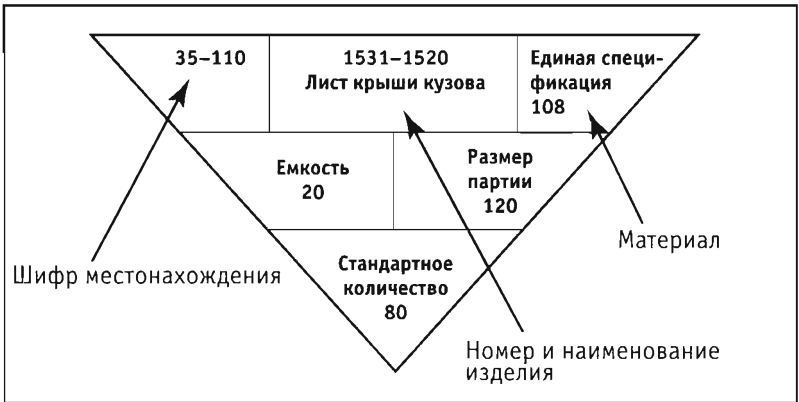 35–110
1531–1520
Лист крыши кузова
Единая специ-
фикация
108
Емкость
20
Размер
партии
120
Материал
Шифр местонахождения
Стандартное
количество
80
Номер и наименование
изделия